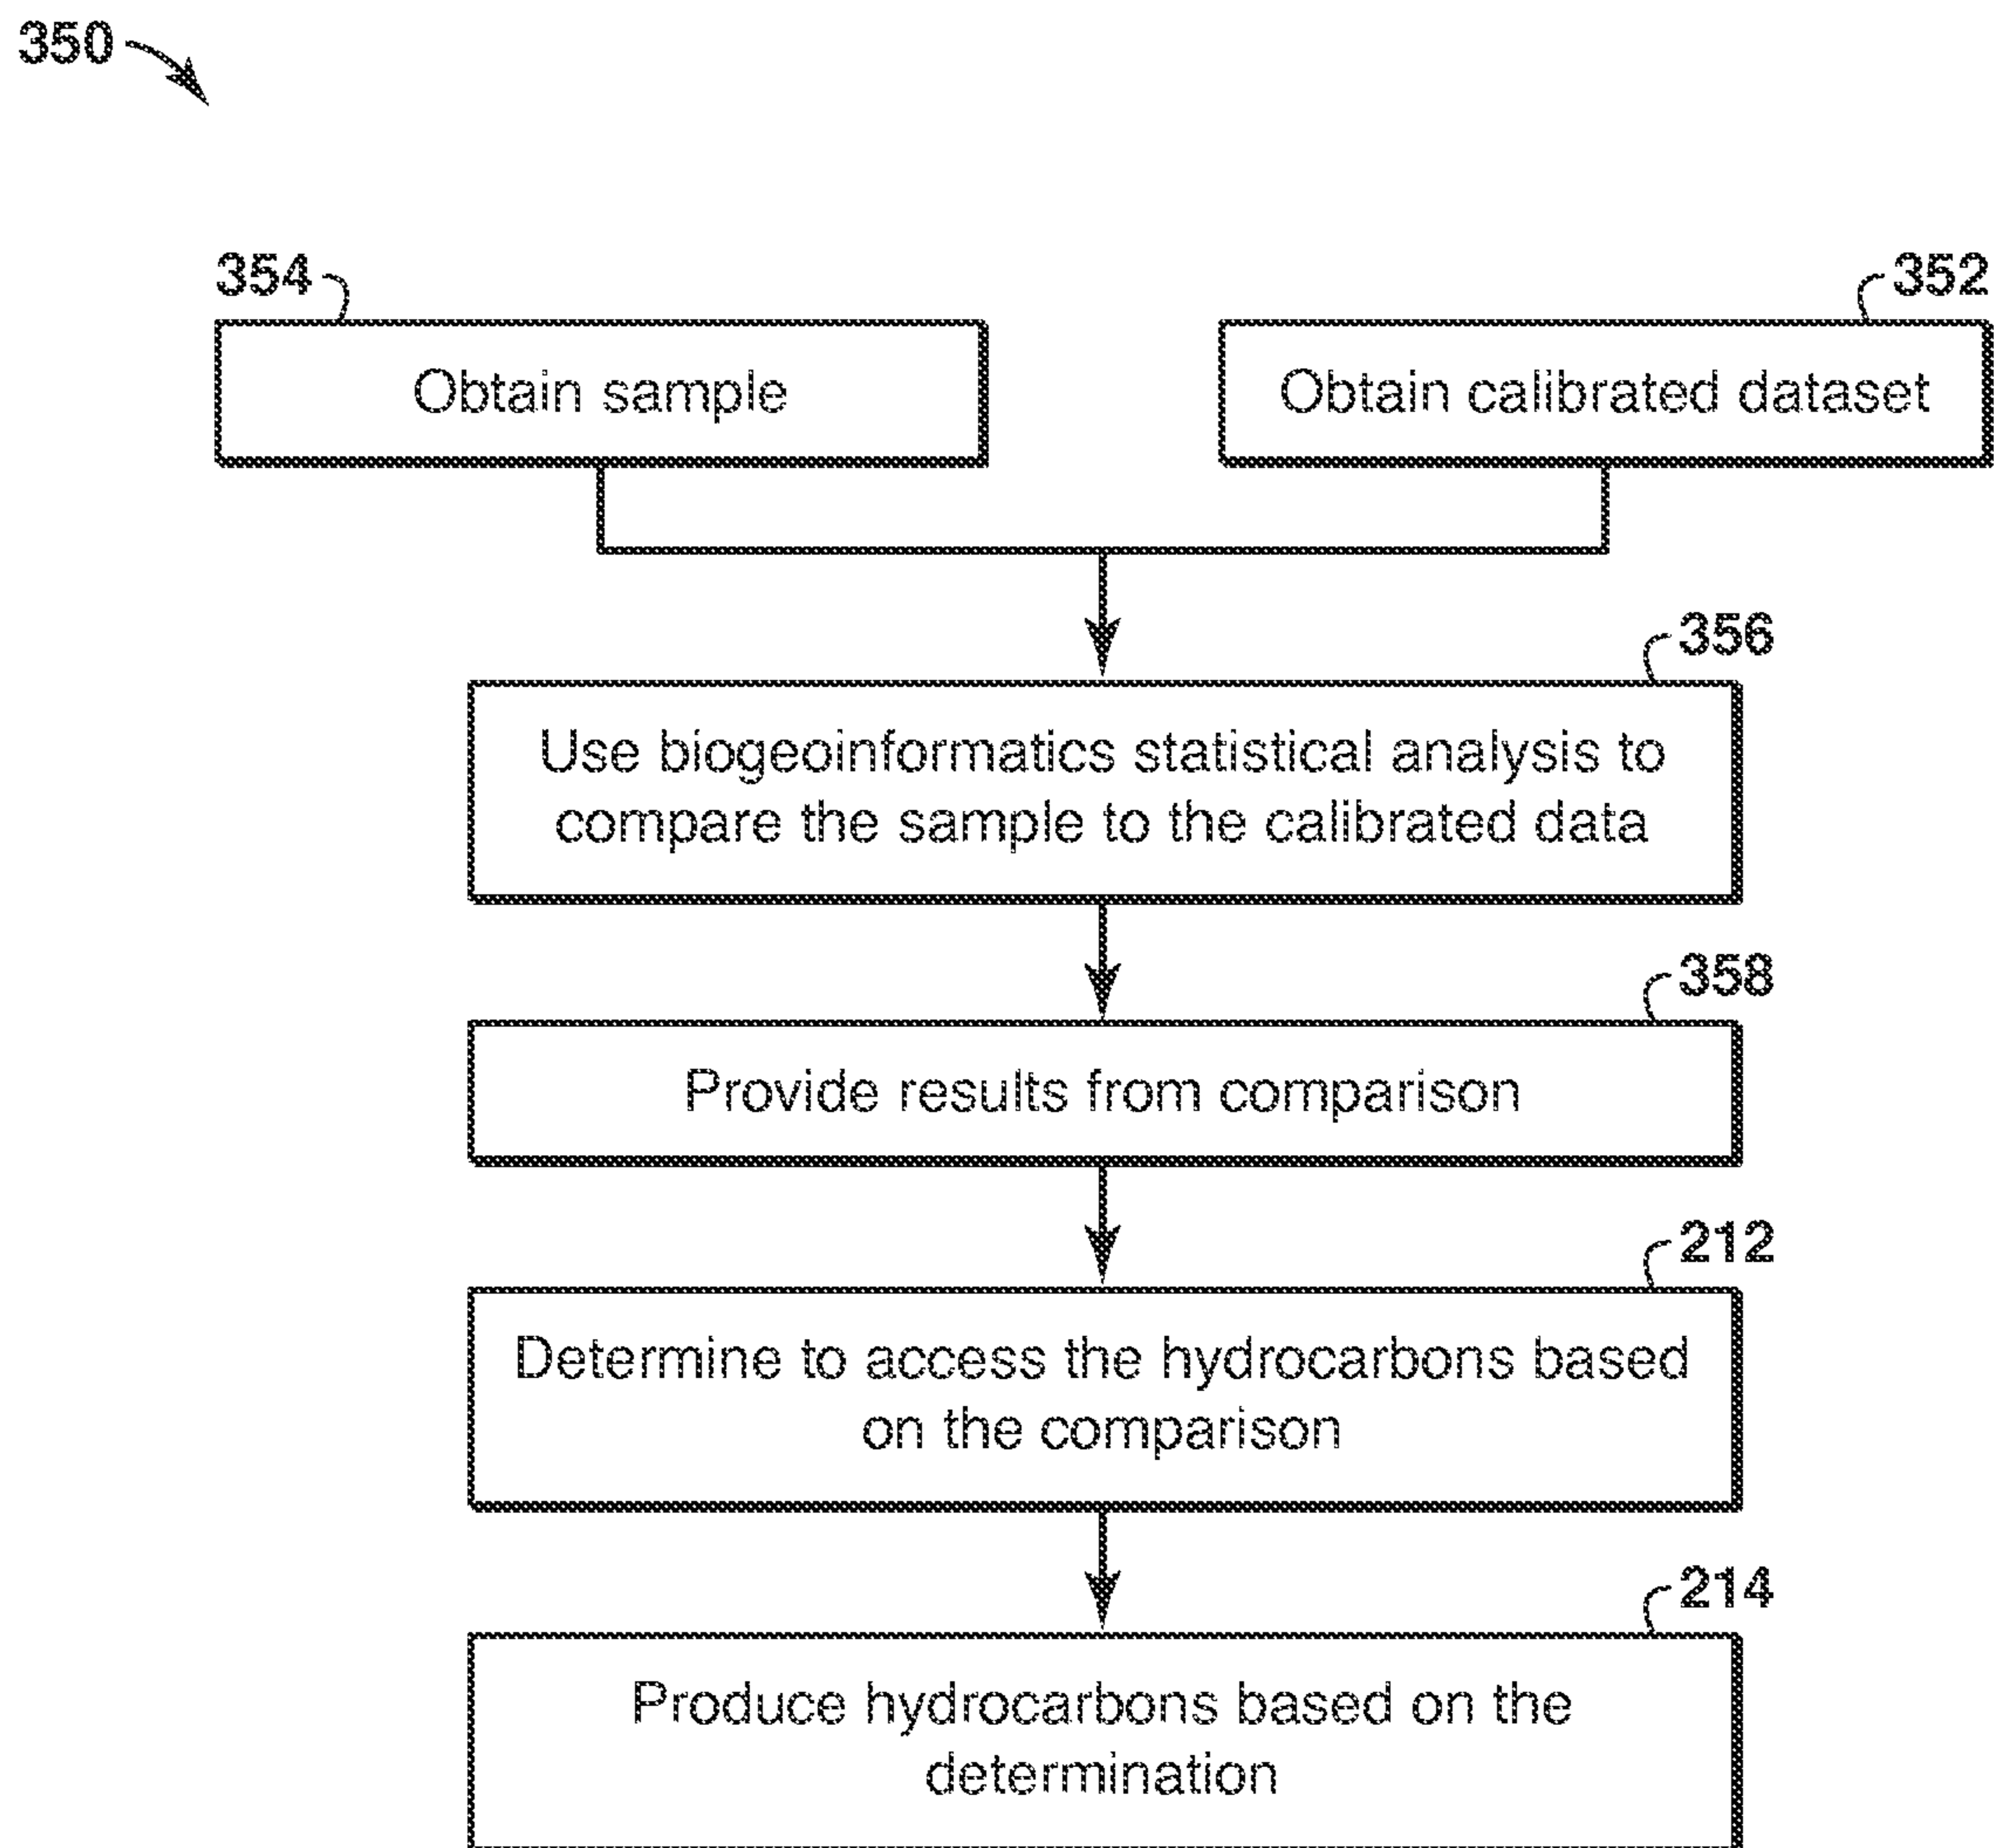 350
354
352
Obtain sample
Obtain calibrated dataset
356
Use biogeoinformatics statistical analysis to
compare the sample to the calibrated data
358
Provide results from comparison
212
Determine to access the hydrocarbons based
on the comparison
214
Produce hydrocarbons based on the
determination